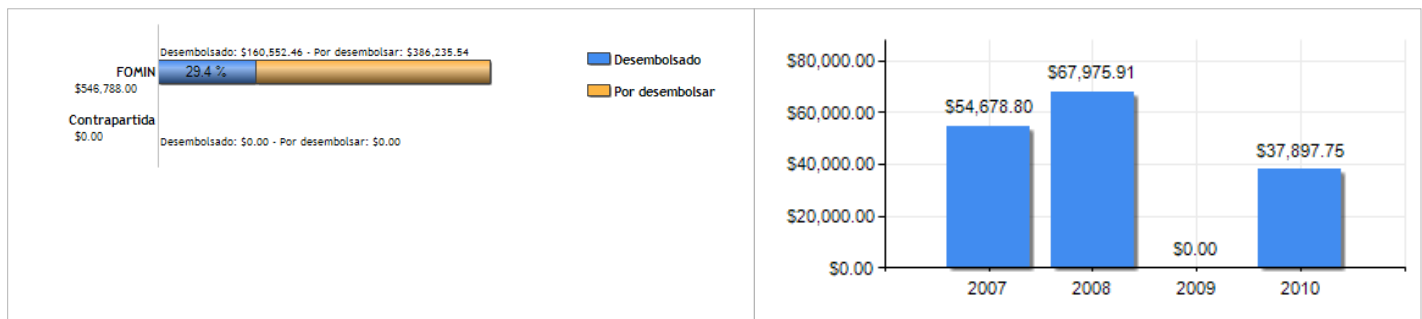 Desembolsado: $160,552.46 - Por desembolsar: $386,235.54
FOMIN
29.4 %
$546,788.00
Contrapartida
$0.00
Desembolsado: $0.00 - Por desembolsar: $0.00
Desembolsado
Por desembolsar
$80,000.00
$60,000.00
$40,000.00
$20,000.00
$0.00
$54,678.80
$67,975.91
$0.00
$37,897.75
2007
2008
2009
2010